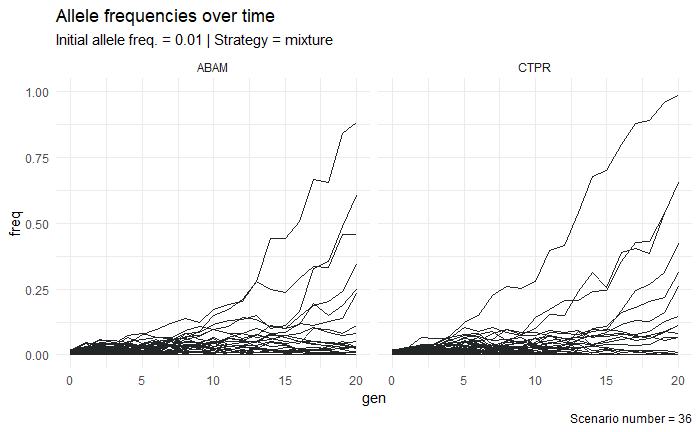 Allele frequencies over time
Initial allele freq. = 0.01 | Strategy = mixture
ABAM CTPR
1.00
0.75
0.50
0.25
0.00
freq
0 5 10 15 20 0 5 10 15 20
gen
Scenario number = 36